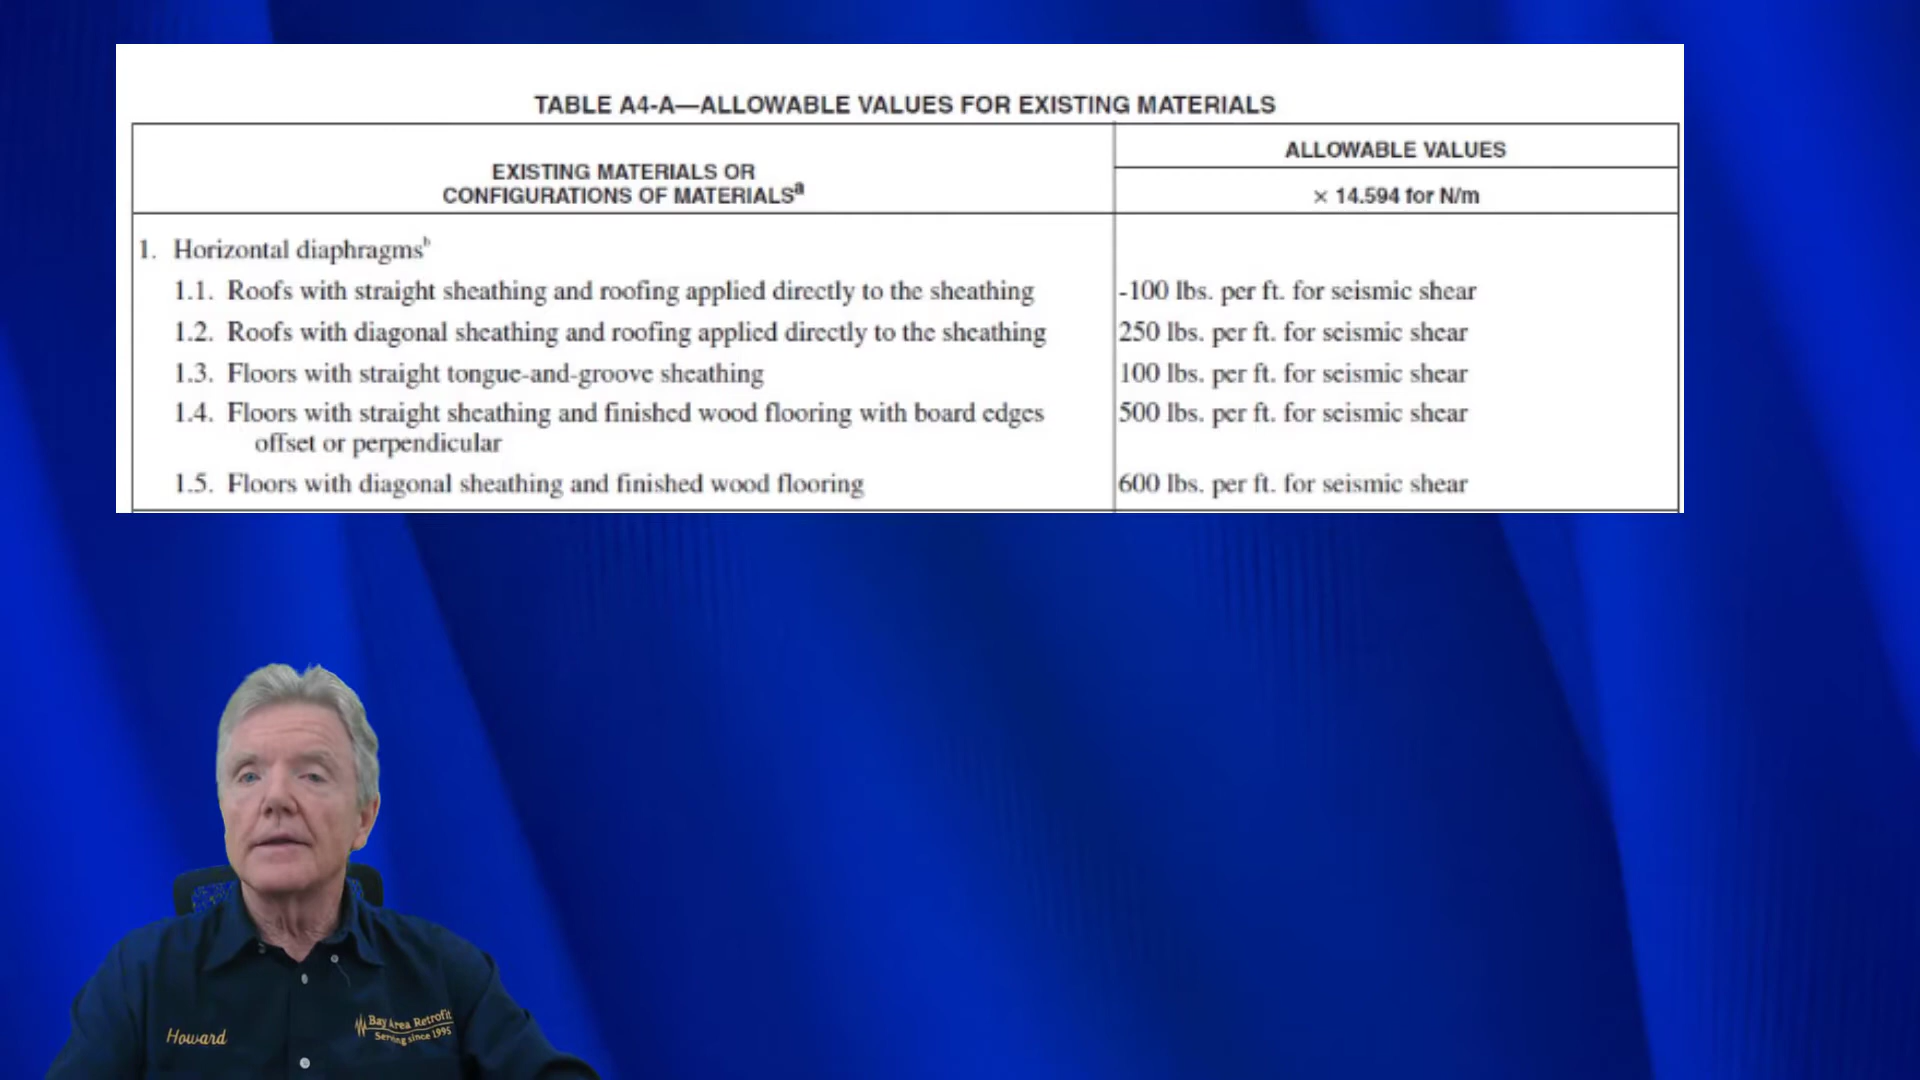 TABLE A4-A—ALLOWABLE VALUES FOR EXISTING MATERIALS
EXISTING MATERIALS OR
CONFIGURATIONS OF MATERIALSª
ALLOWABLE VALUES
× 14.594 for N/m
1. Horizontal diaphragmsᵇ
1.1. Roofs with straight sheathing and roofing applied directly to the sheathing
-100 lbs. per ft. for seismic shear
1.2. Roofs with diagonal sheathing and roofing applied directly to the sheathing
250 lbs. per ft. for seismic shear
1.3. Floors with straight tongue-and-groove sheathing
100 lbs. per ft. for seismic shear
1.4. Floors with straight sheathing and finished wood flooring with board edges
offset or perpendicular
500 lbs. per ft. for seismic shear
1.5. Floors with diagonal sheathing and finished wood flooring
600 lbs. per ft. for seismic shear
Howard
Bay Area Retrofit
Serving since 1995